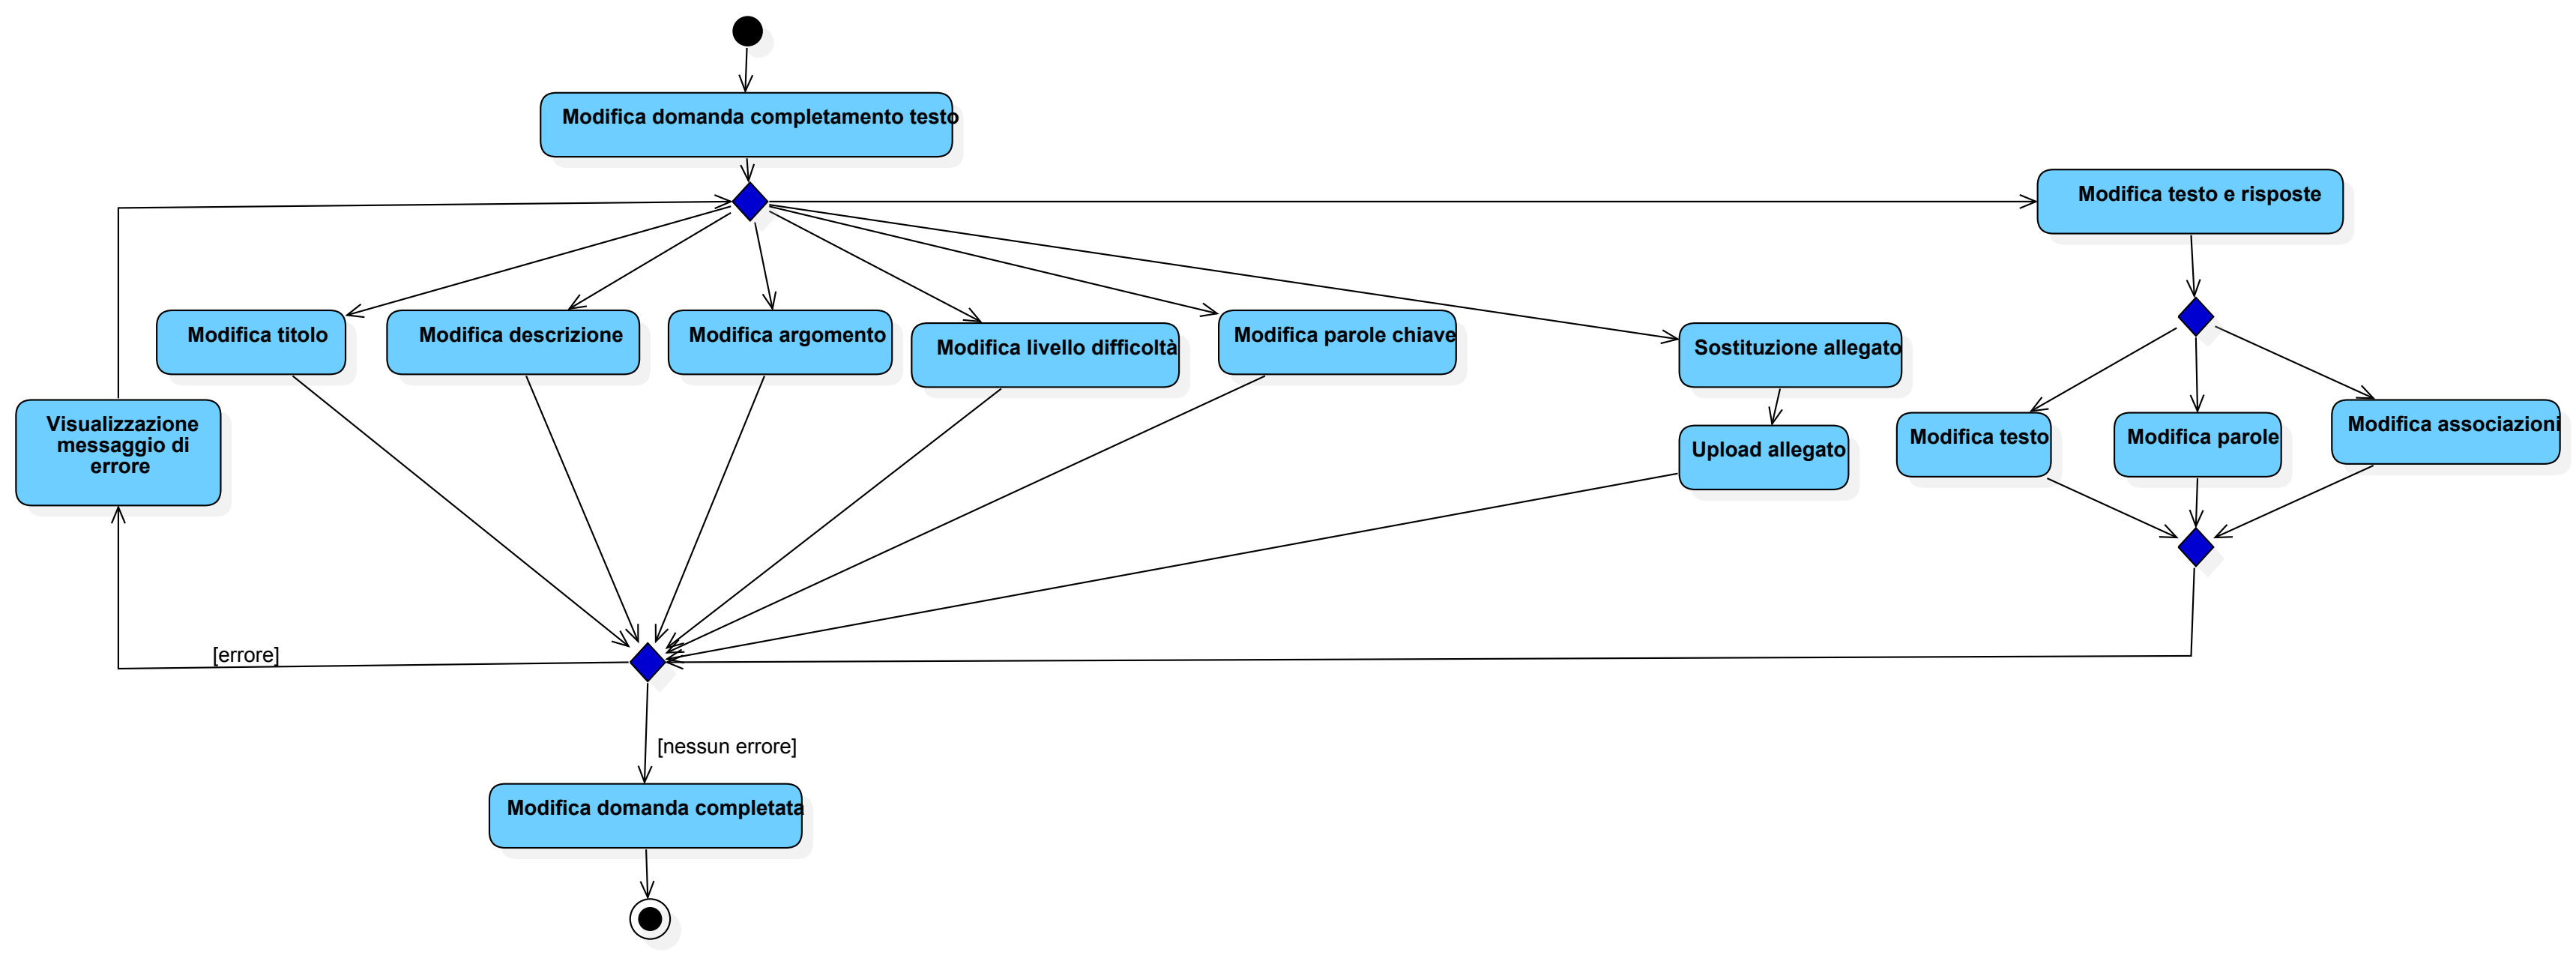 Modifica domanda completamento testo
Modifica testo e risposte
Modifica titolo
Modifica descrizione
Modifica argomento
Modifica livello difficoltà
Modifica parole chiave
Sostituzione allegato
Visualizzazione
messaggio di
errore
Upload allegato
Modifica testo
Modifica parole
Modifica associazioni
[errore]
[nessun errore]
Modifica domanda completata